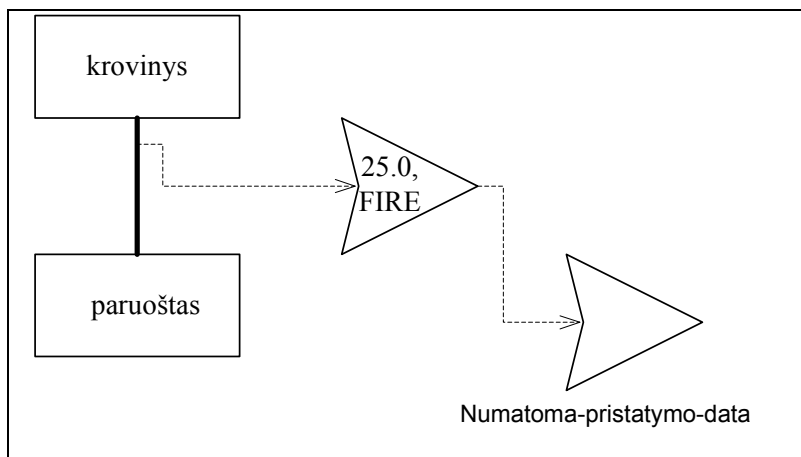 krovinys
25.0,
FIRE
paruoštas
Numatoma-pristatymo-data